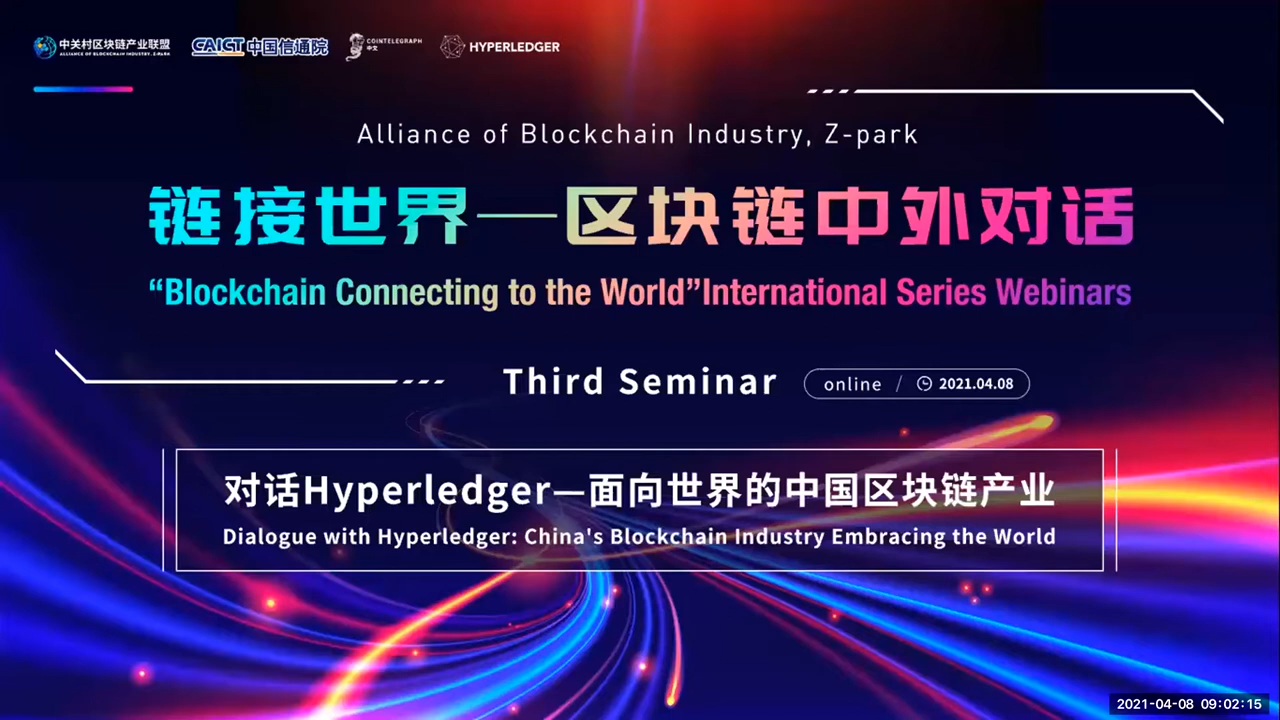 中关村区块链产业联盟
ALLIANCE OF BLOCKCHAIN INDUSTRY, Z-PARK
CAICT 中国信通院
COINTELEGRAPH
中文
HYPERLEDGER
Alliance of Blockchain Industry, Z-park
链接世界—区块链中外对话
“Blockchain Connecting to the World”International Series Webinars
Third Seminar
online / 2021.04.08
对话Hyperledger—面向世界的中国区块链产业
Dialogue with Hyperledger: China's Blockchain Industry Embracing the World
2021-04-08 09:02:15